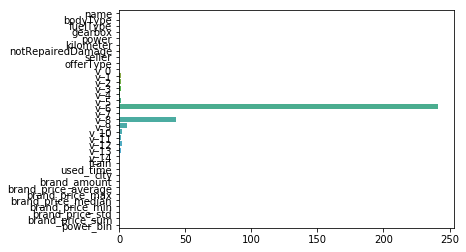 name
bodyType
fuelType
gearbox
power
kilometer
notRepairedDamage
seller
offerType
v_0
v_1
v_2
v_3
v_4
v_5
v_6
v_7
v_8
v_9
v_10
v_11
v_12
v_13
v_14
train
used_time
city
brand_amount
brand_price_average
brand_price_max
brand_price_median
brand_price_min
brand_price_std
brand_price_sum
power_bin
0 50 100 150 200 250